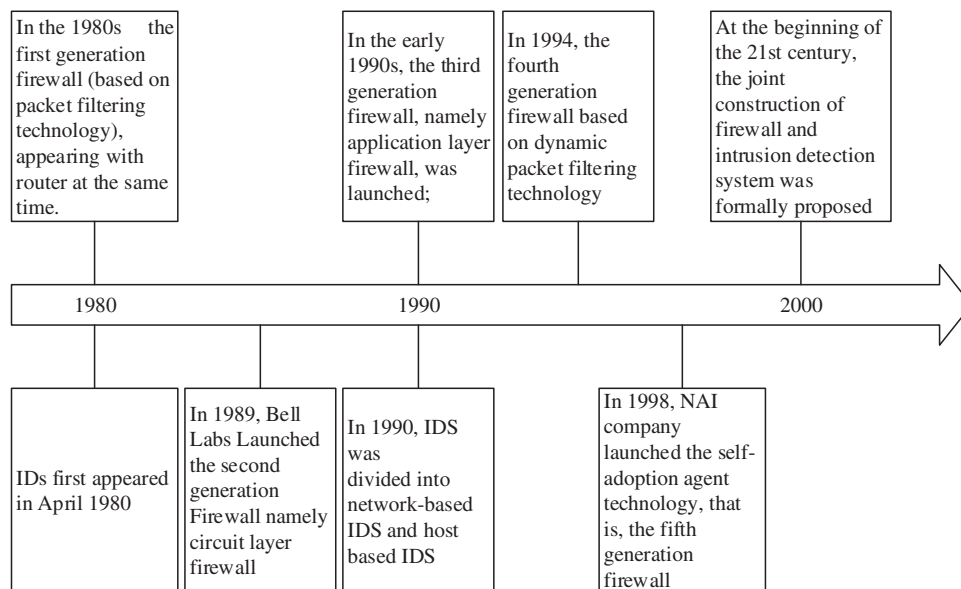 In the 1980s the
first generation
firewall (based on
packet filtering
technology),
appearing with
router at the same
time.
In the early
1990s, the third
generation
firewall, namely
application layer
firewall, was
launched;
In 1994, the
fourth
generation
firewall based
on dynamic
packet filtering
technology
At the beginning of
the 21st century,
the joint
construction of
firewall and
intrusion detection
system was
formally proposed
1980
1990
2000
IDs first appeared
in April 1980
In 1989, Bell
Labs Launched
the second
generation
Firewall namely
circuit layer
firewall
In 1990, IDS
was
divided into
network-based
IDS and host
based IDS
In 1998, NAI
company
launched the self-
adoption agent
technology, that
is, the fifth
generation
firewall